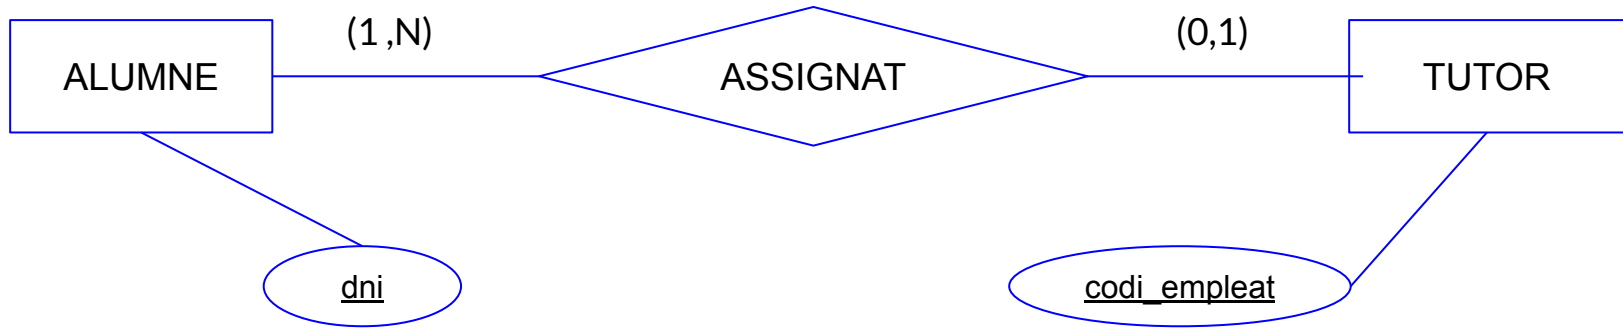 (1 ,N)
(0,1)
ALUMNE
ASSIGNAT
TUTOR
dni
codi_empleat